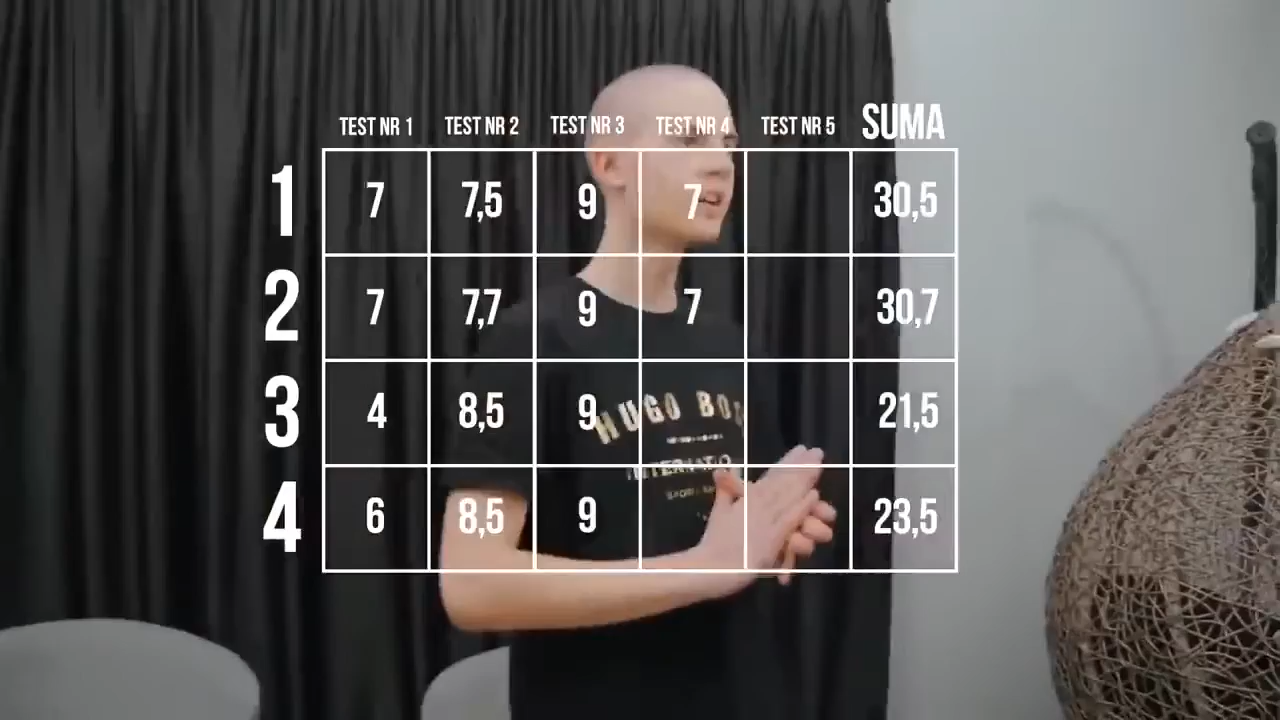 TEST NR 1 TEST NR 2 TEST NR 3 TEST NR 4 TEST NR 5 SUMA
1 7 7,5 9 7 30,5
2 7 7,7 9 7 30,7
3 4 8,5 9 21,5
4 6 8,5 9 23,5
HUGO BOS